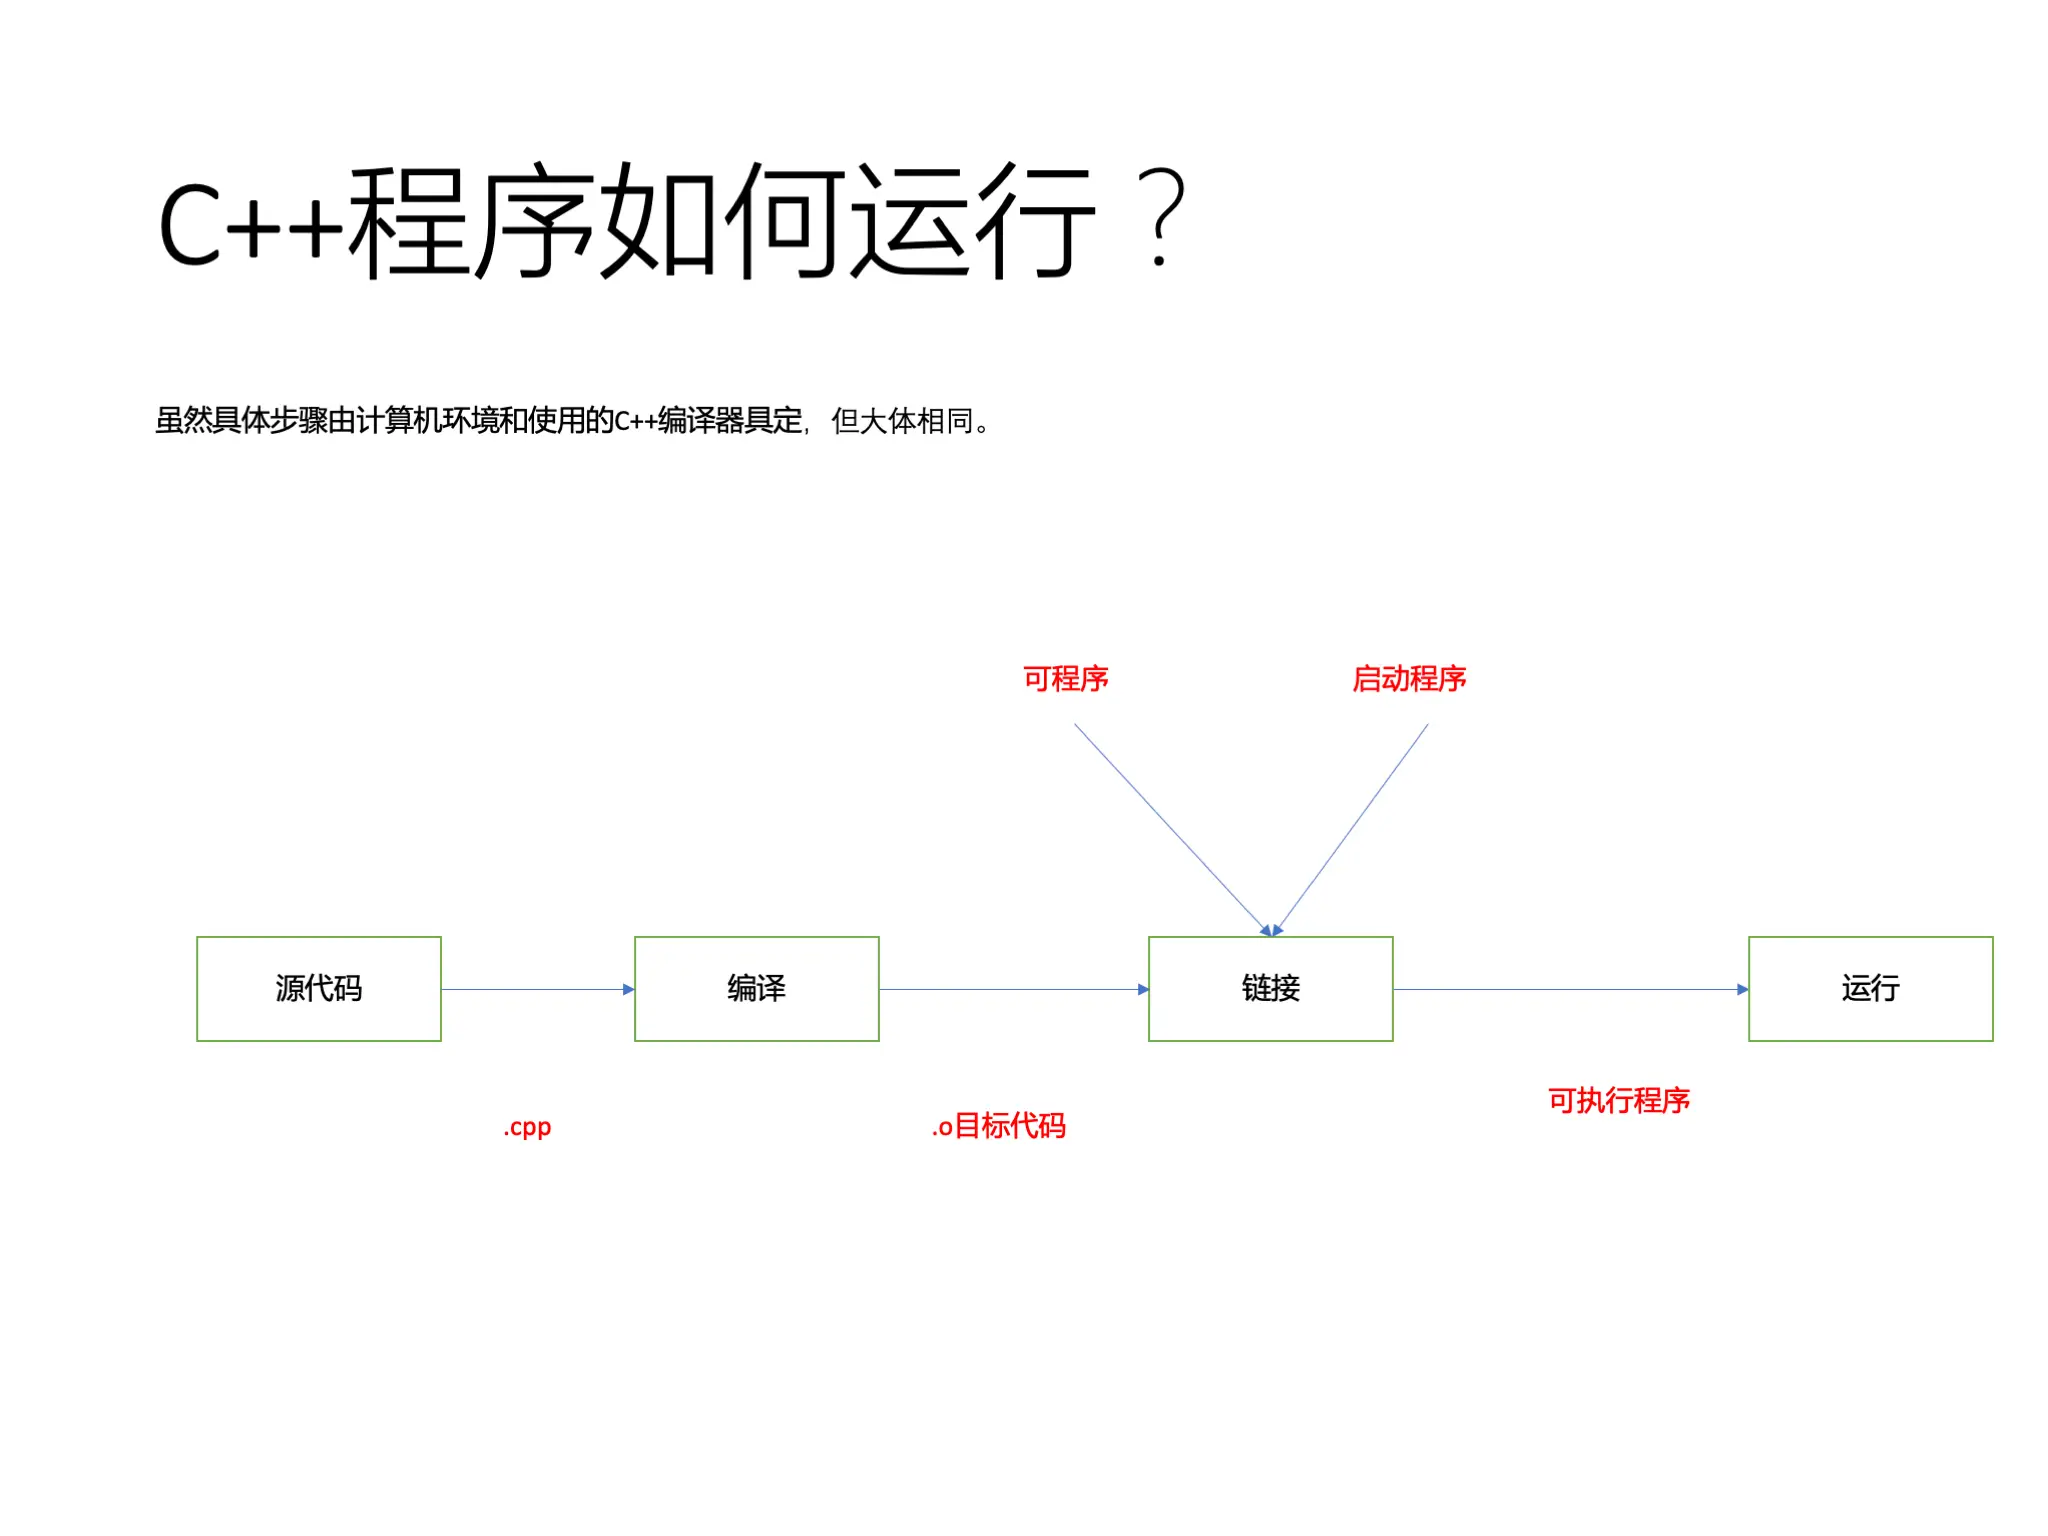 C++程序如何运行？
虽然具体步骤由计算机环境和使用的C++编译器具定，但大体相同。
可程序
启动程序
源代码
编译
链接
运行
.cpp
.o目标代码
可执行程序